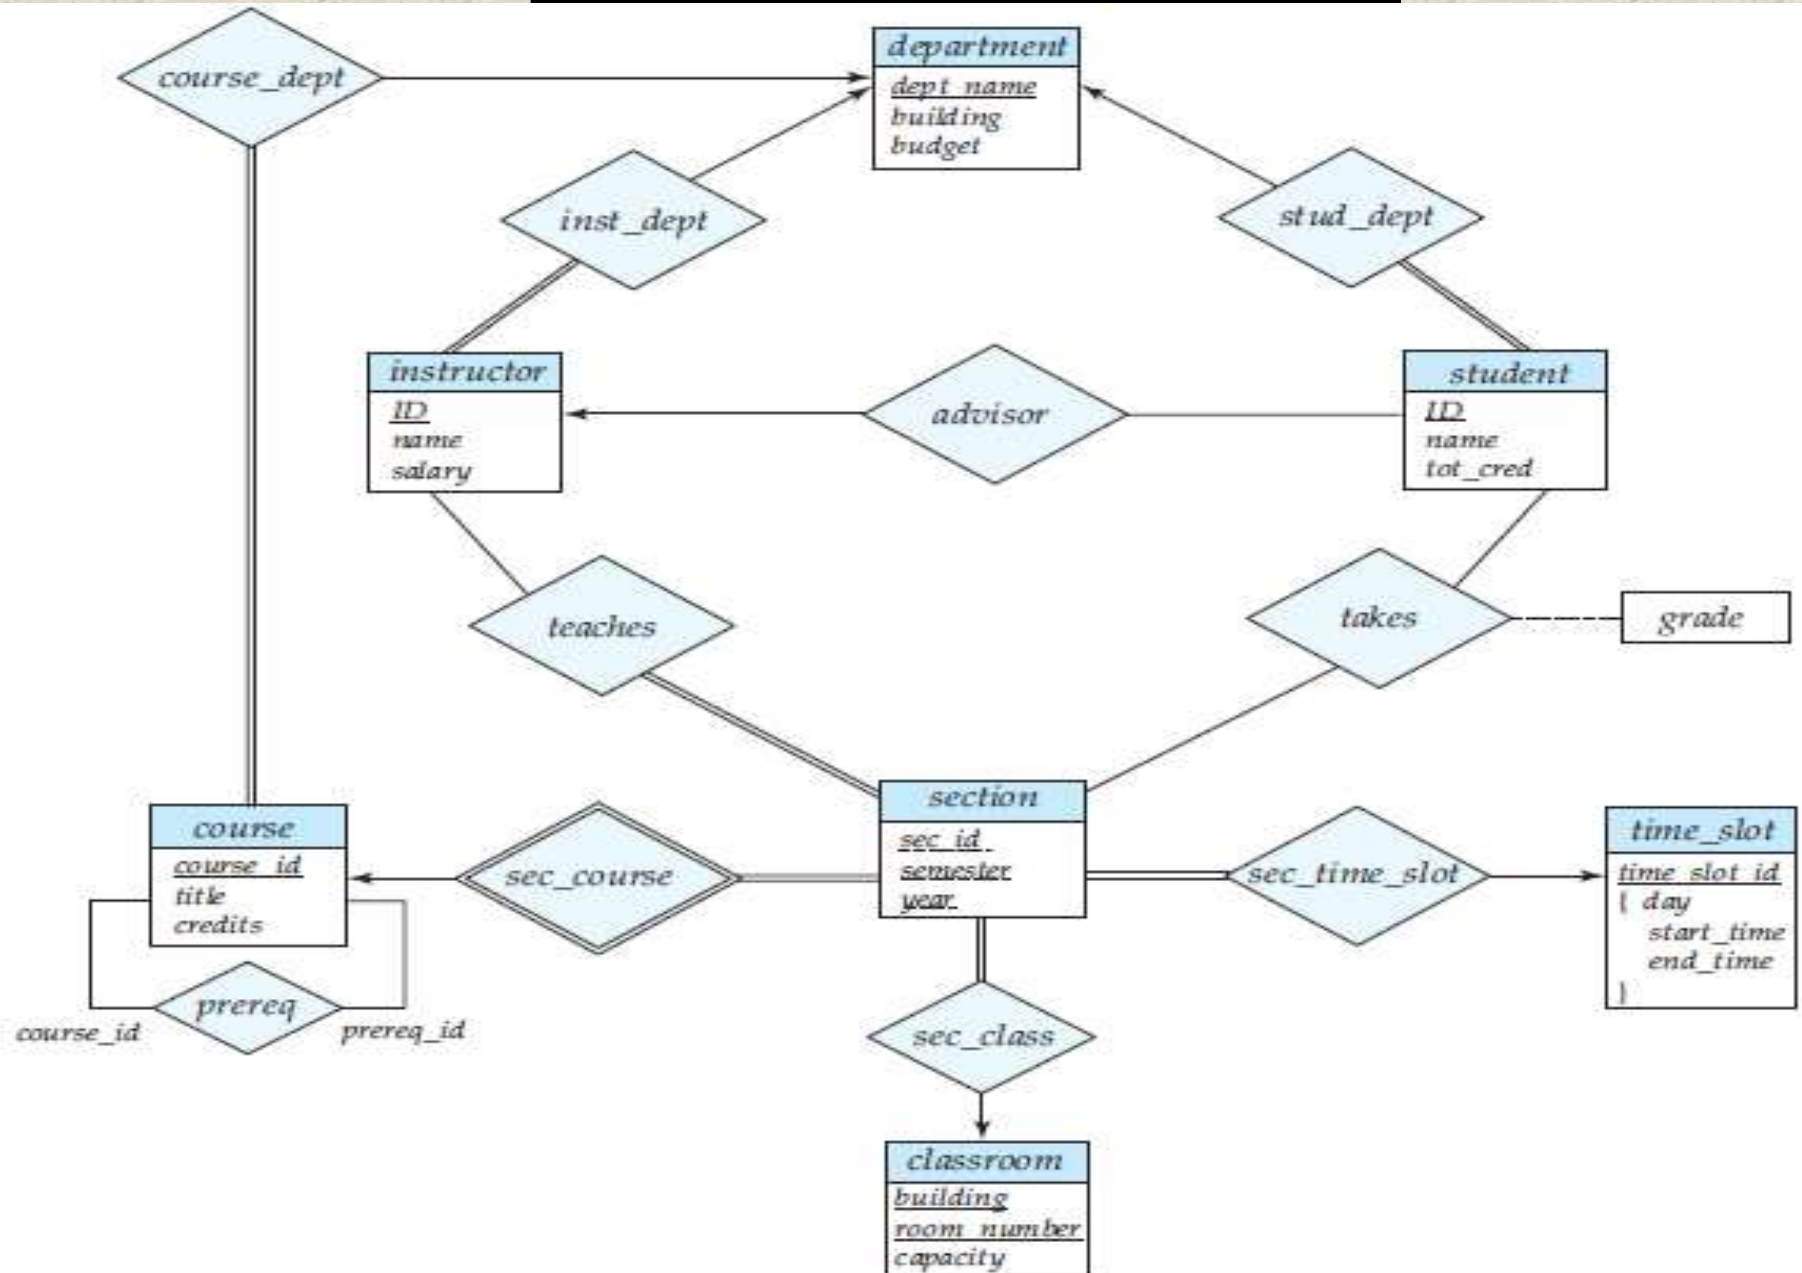 course_dept
department
dept_name
building
budget
inst_dept
stud_dept
instructor
ID
name
salary
advisor
student
ID
name
tot_cred
teaches
takes
grade
course
course_id
title
credits
sec_course
section
sec_id
semester
year
sec_time_slot
time_slot
time_slot_id
{ day
start_time
end_time
}
prereq
course_id
prereq_id
sec_class
classroom
building
room_number
capacity